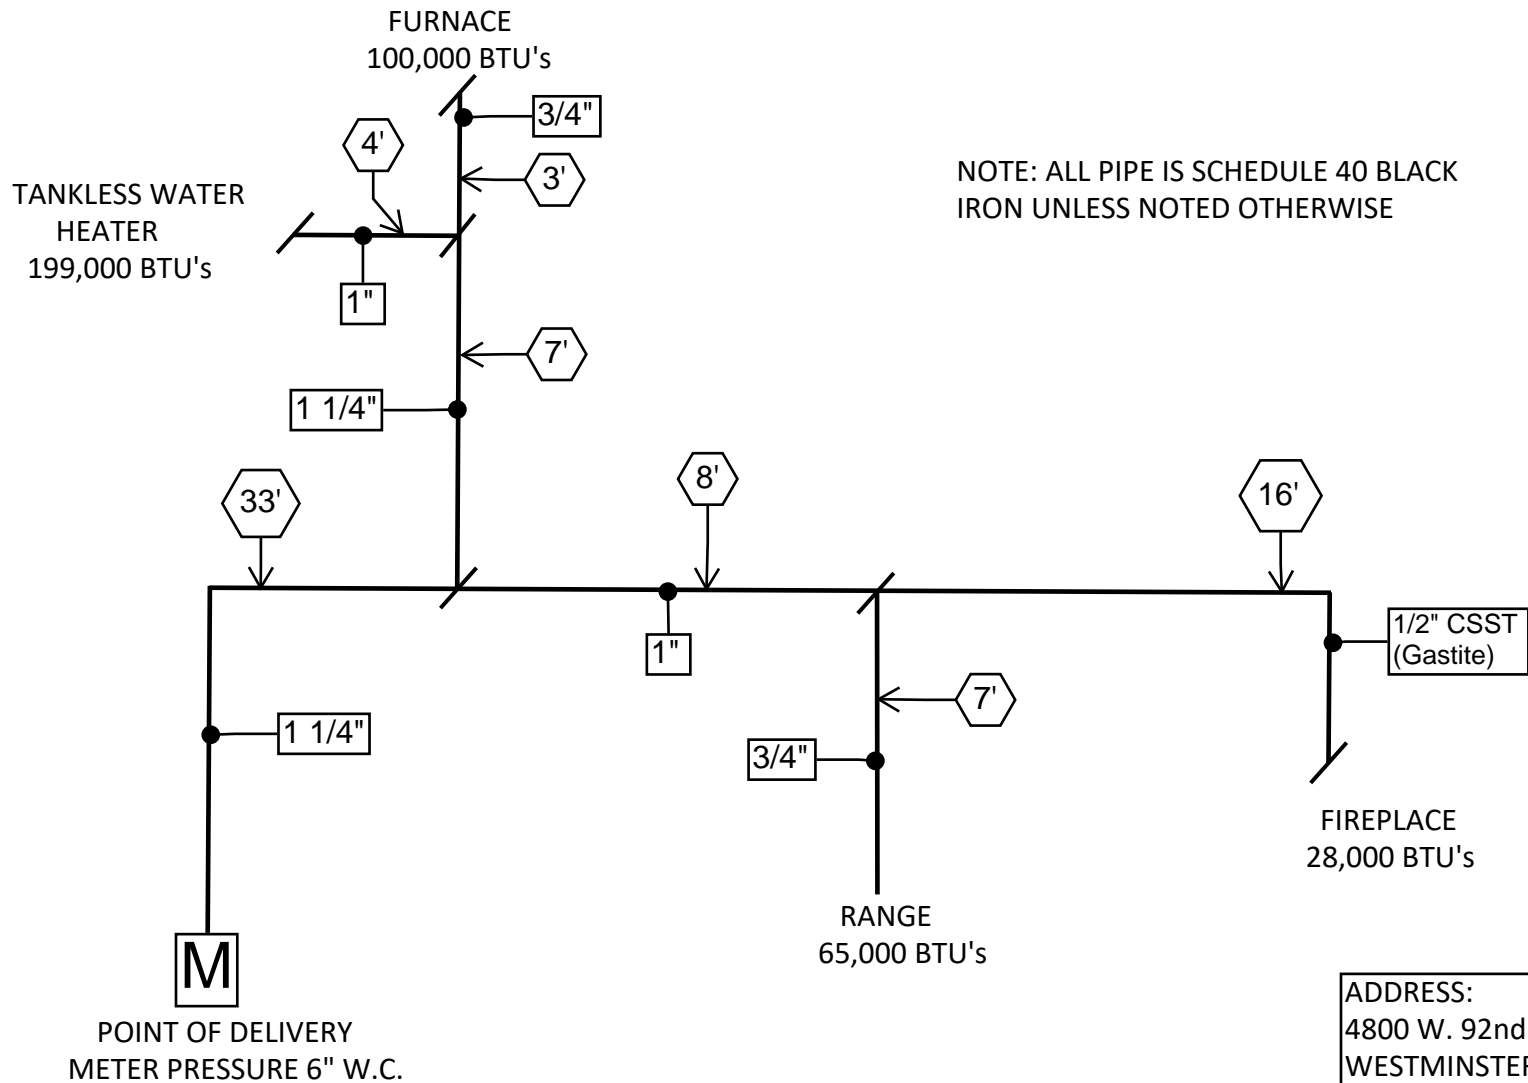 FURNACE
100,000 BTU's
3/4"
4'
3'
NOTE: ALL PIPE IS SCHEDULE 40 BLACK
IRON UNLESS NOTED OTHERWISE
TANKLESS WATER
HEATER
199,000 BTU's
1"
7'
1 1/4"
33'
8'
16'
1/2" CSST
(Gastite)
1"
7'
1 1/4"
3/4"
FIREPLACE
28,000 BTU's
RANGE
65,000 BTU's
M
POINT OF DELIVERY
METER PRESSURE 6" W.C.
ADDRESS:
4800 W. 92nd
WESTMINSTER